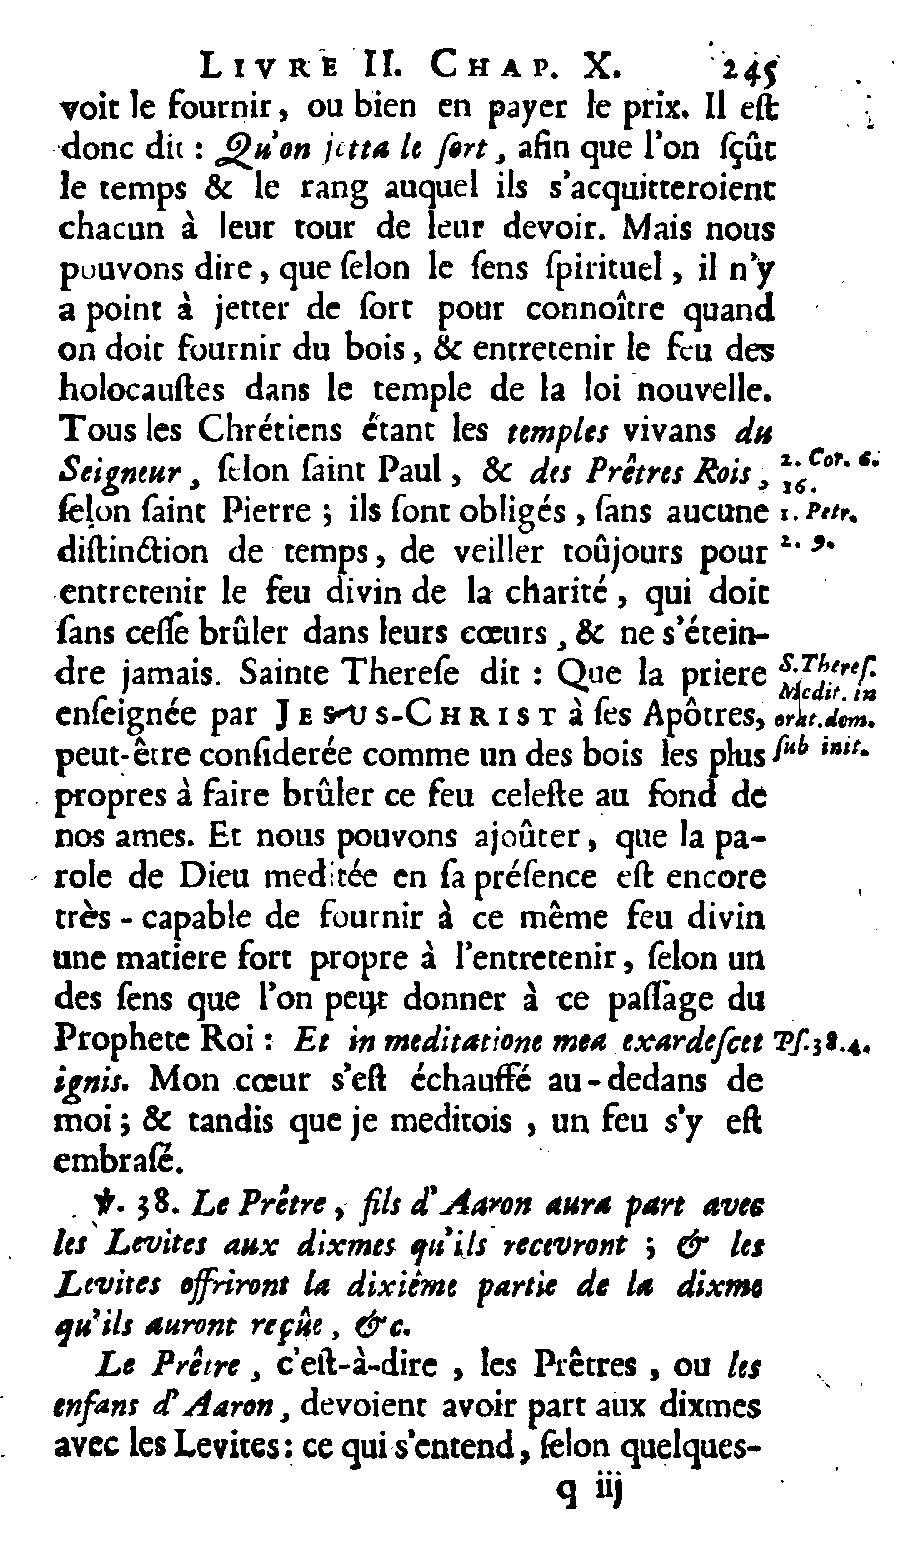 LIVRE II. CHAP. X. 245
voit le fournir, ou bien en payer le prix. Il eſt
donc dit : Qu'on jetta le ſort, afin que l'on ſçût
le temps & le rang auquel ils s'acquitteroient
chacun à leur tour de leur devoir. Mais nous
pouvons dire, que ſelon le ſens ſpirituel, il n'y
a point à jetter de ſort pour connoître quand
on doit fournir du bois, & entretenir le feu des
holocauſtes dans le temple de la loi nouvelle.
Tous les Chrétiens étant les temples vivans du
Seigneur, ſelon ſaint Paul, & des Prêtres Rois,
2. Cor. 6.
16.
ſelon ſaint Pierre ; ils ſont obligés, ſans aucune
1. Petr.
diſtinction de temps, de veiller toûjours pour
2. 9.
entretenir le feu divin de la charité, qui doit
ſans ceſſe brûler dans leurs cœurs, & ne s'étein-
dre jamais. Sainte Thereſe dit : Que la priere
S. Thereſ.
Medit. in
enſeignée par JESUS-CHRIST à ſes Apôtres,
orat. dom.
peut-être conſiderée comme un des bois les plus
ſub init.
propres à faire brûler ce feu celeſte au fond de
nos ames. Et nous pouvons ajoûter, que la pa-
role de Dieu meditée en ſa préſence eſt encore
très-capable de fournir à ce même feu divin
une matiere fort propre à l'entretenir, ſelon un
des ſens que l'on peut donner à ce paſſage du
Prophete Roi : Et in meditatione mea exardeſcet
Pſ. 38. 4.
ignis. Mon cœur s'eſt échauffé au-dedans de
moi ; & tandis que je meditois, un feu s'y eſt
embraſé.
℣. 38. Le Prêtre, fils d'Aaron aura part avec
les Levites aux dixmes qu'ils recevront ; & les
Levites offriront la dixiême partie de la dixme
qu'ils auront reçûe, &c.
Le Prêtre, c'eſt-à-dire, les Prêtres, ou les
enfans d'Aaron, devoient avoir part aux dixmes
avec les Levites : ce qui s'entend, ſelon quelques-
q iij